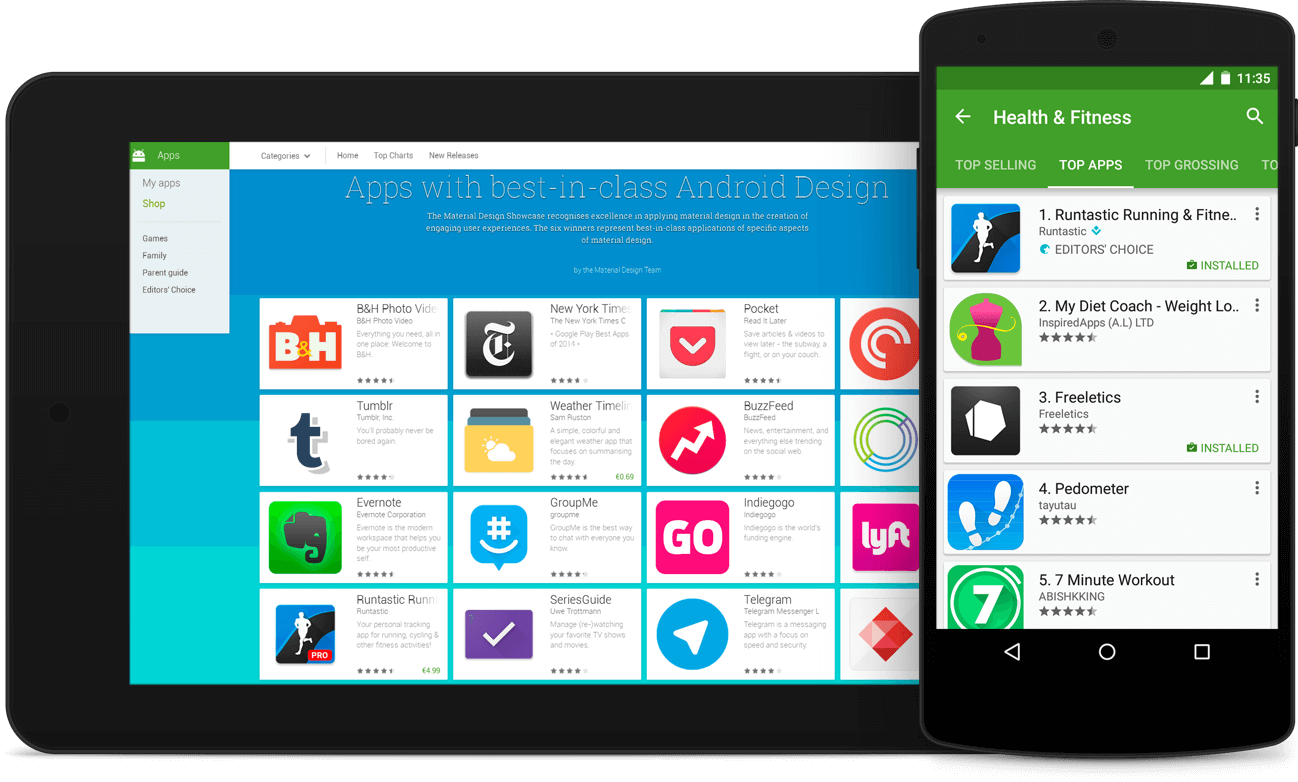 Apps
Categories
Home
Top Charts
New Releases
My apps
Shop
Games
Family
Parent guide
Editors' Choice
Apps with best-in-class Android Design
The Material Design Showcase recognises excellence in applying material design in the creation of
engaging user experiences. The six winners represent best-in-class applications of specific aspects
of material design.
by the Material Design Team
B&H
B&H Photo Vide
B&H Photo Video
Everything you need, all in
one place: Welcome to
B&H.
New York Times
The New York Times C
• Google Play Best Apps
of 2014 •
Pocket
Read It Later
Save articles & videos to
view later - the subway, a
flight, or on your couch.
t
Tumblr
Tumblr, Inc.
You'll probably never be
bored again.
Weather Timelin
Sam Ruston
A simple, colorful and
elegant weather app that
focuses on summarising
the day.
€0.69
BuzzFeed
BuzzFeed
News, entertainment, and
everything else trending
on the social web.
Evernote
Evernote Corporation
Evernote is the modern
workspace that helps you
be your most productive
self.
#
GroupMe
groupme
GroupMe is the best way
to chat with everyone you
know.
GO
Indiegogo
Indiegogo
Indiegogo is the world's
funding engine.
lyft
PRO
Runtastic Runn
Runtastic
Your personal tracking
app for running, cycling &
other fitness activities!
€4.99
SeriesGuide
Uwe Trottmann
Manage (re-)watching
your favorite TV shows
and movies.
Telegram
Telegram Messenger L
Telegram is a messaging
app with a focus on
speed and security.
11:35
Health & Fitness
TOP SELLING
TOP APPS
TOP GROSSING
TO
1. Runtastic Running & Fitne..
Runtastic
EDITORS' CHOICE
INSTALLED
2. My Diet Coach - Weight Lo..
InspiredApps (A.L) LTD
3. Freeletics
Freeletics
INSTALLED
4. Pedometer
tayutau
7
5. 7 Minute Workout
ABISHKKING